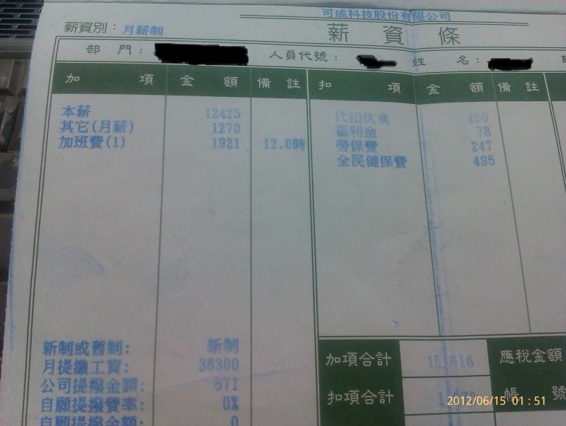 可成科技股份有限公司
薪資別：月薪制
薪資條
部門：
人員代號：
姓名：
加項 金額 備註 扣項 金額 備註
本薪 12425
其它(月薪) 1270
加班費(1) 1921 12.0時
代扣伙食 250
福利金 78
勞保費 247
全民健保費 495
新制或舊制: 新制
月提繳工資: 36300
公司提撥金額: 871
自願提撥費率: 0%
自願提撥金額: 0
加項合計 15,616 應稅金額
扣項合計 帳號
2012/06/15 01:51